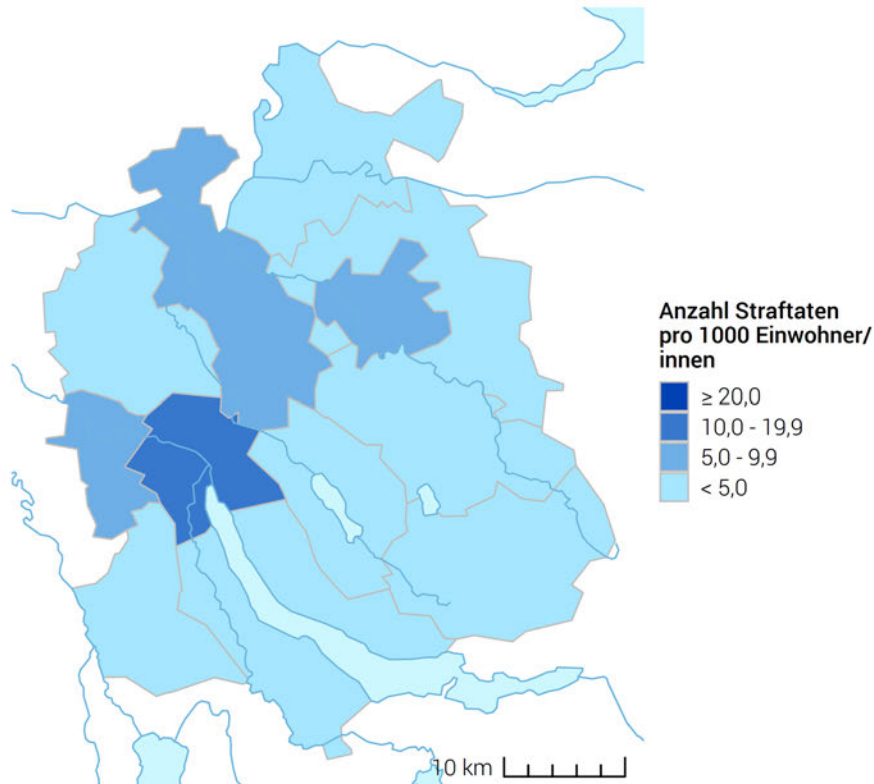 Anzahl Straftaten
pro 1000 Einwohner/
innen
≥ 20,0
10,0 - 19,9
5,0 - 9,9
< 5,0
10 km